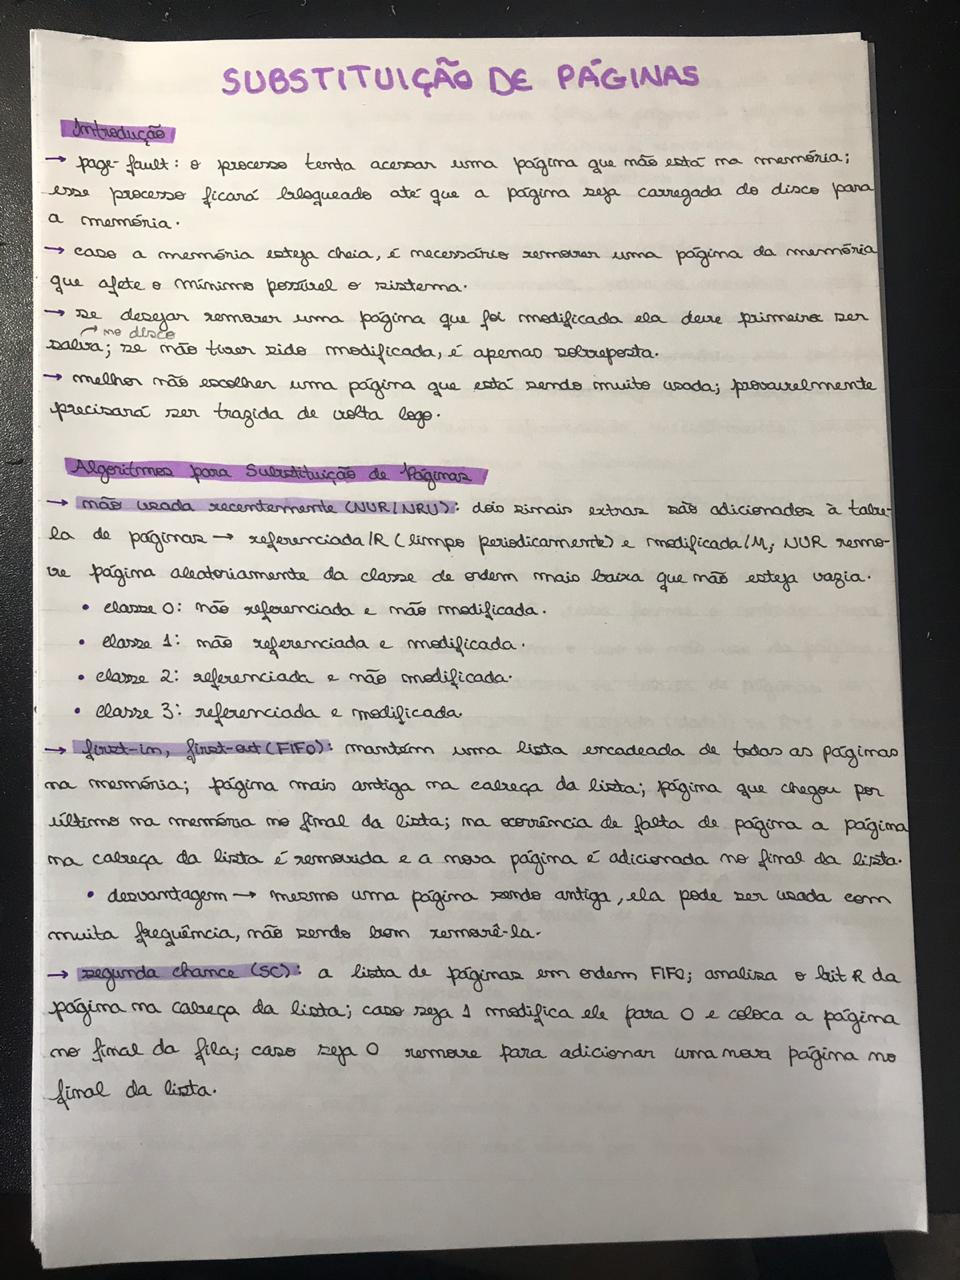 SUBSTITUIÇÃO DE PÁGINAS
Introdução
→ page-fault: o processo tenta acessar uma página que não está na memória;
esse processo ficará bloqueado até que a página seja carregada do disco para
a memória.
→ caso a memória esteja cheia, é necessário remover uma página da memória
que afete o mínimo possível o sistema.
→ se desejar remover uma página que foi modificada ela deve primeiro ser
no disco
salva; se não tiver sido modificada, é apenas sobreposta.
→ melhor não escolher uma página que está sendo muito usada; provavelmente
precisará ser trazida de volta logo.
Algoritmos para Substituição de Páginas
→ não usada recentemente (NUR/NRU): dois sinais extras são adicionados à tabe-
la de páginas → referenciada/R (limpo periodicamente) e modificada/M; NUR remo-
ve página aleatoriamente da classe de ordem mais baixa que não esteja vazia.
• classe 0: não referenciada e não modificada.
• classe 1: não referenciada e modificada.
• classe 2: referenciada e não modificada.
• classe 3: referenciada e modificada.
→ first-in, first-out (FIFO): mantém uma lista encadeada de todas as páginas
na memória; página mais antiga na cabeça da lista; página que chegou por
último na memória no final da lista; na ocorrência de falta de página a página
na cabeça da lista é removida e a nova página é adicionada no final da lista.
• desvantagem → mesmo uma página sendo antiga, ela pode ser usada com
muita frequência, não sendo bom removê-la.
→ segunda chance (SC): a lista de páginas em ordem FIFO; analisa o bit R da
página na cabeça da lista; caso seja 1 modifica ele para 0 e coloca a página
no final da fila; caso seja 0 remove para adicionar uma nova página no
final da lista.